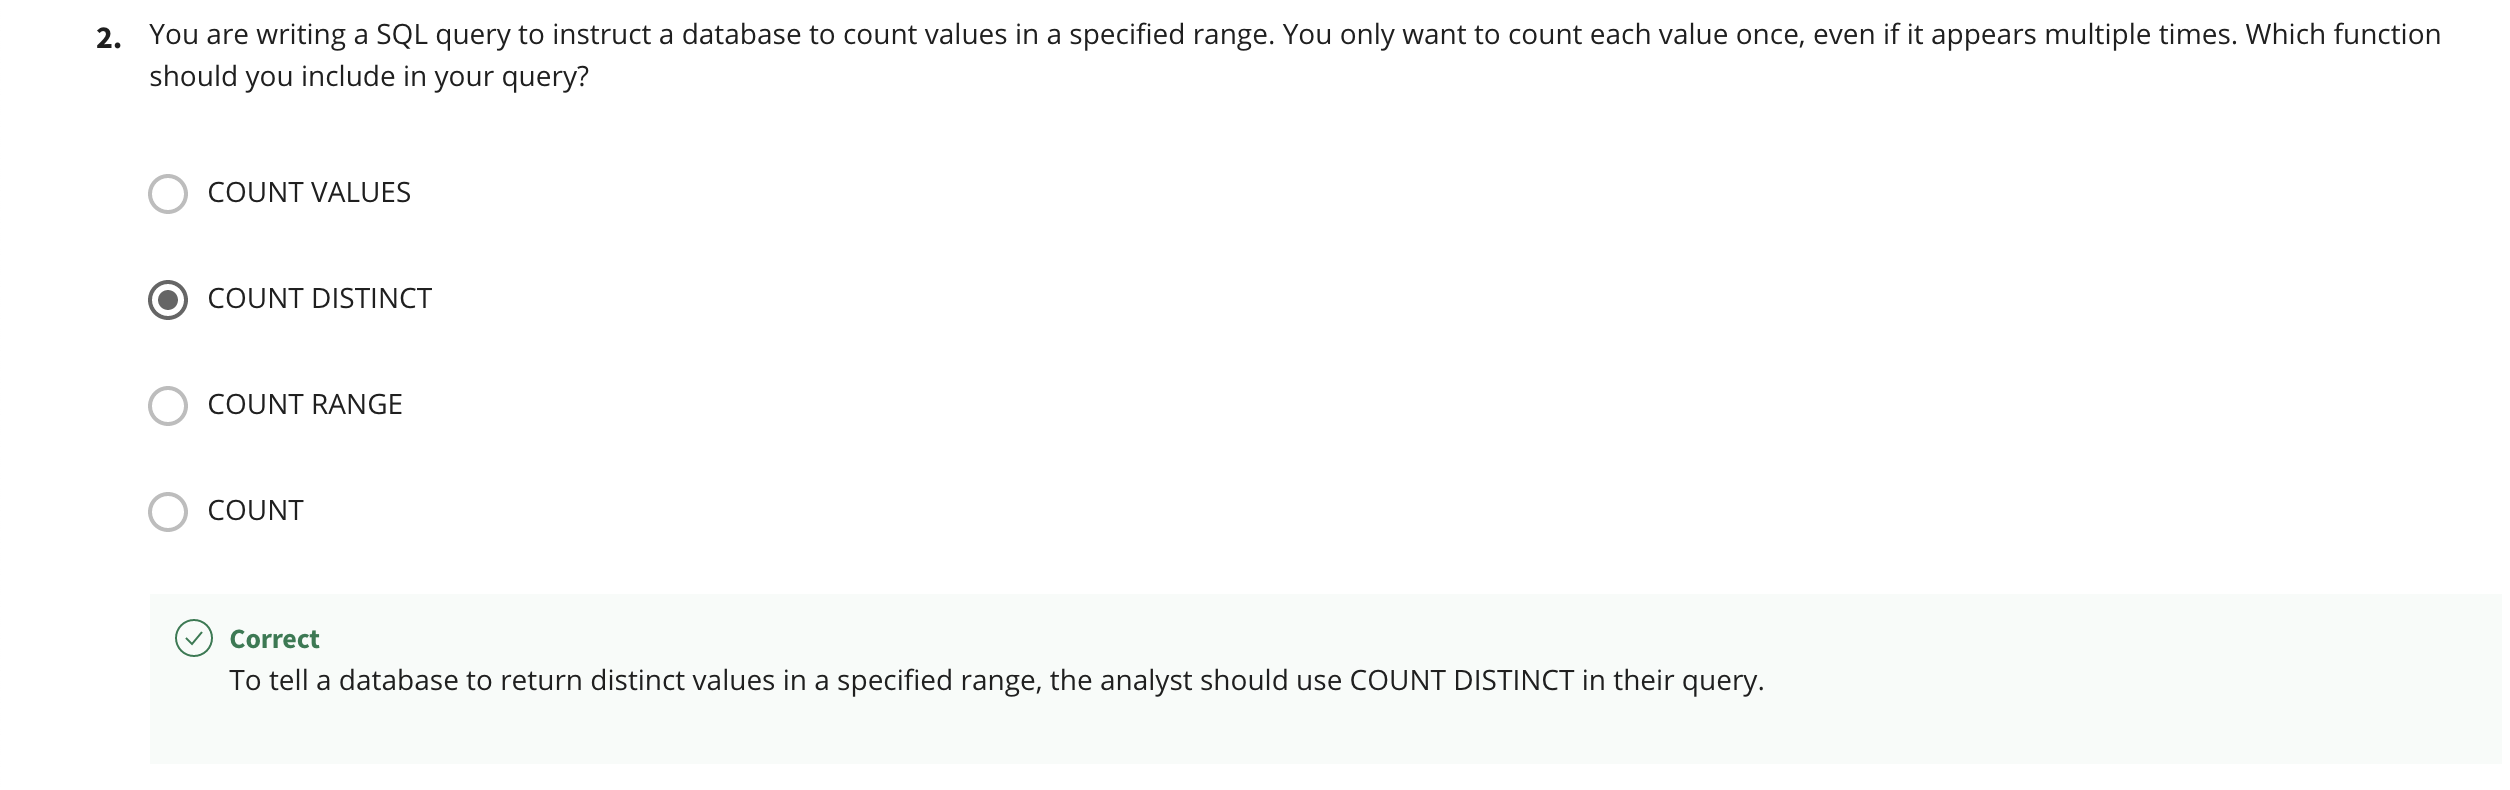 2. You are writing a SQL query to instruct a database to count values in a specified range. You only want to count each value once, even if it appears multiple times. Which function
should you include in your query?
COUNT VALUES
COUNT DISTINCT
COUNT RANGE
COUNT
Correct
To tell a database to return distinct values in a specified range, the analyst should use COUNT DISTINCT in their query.